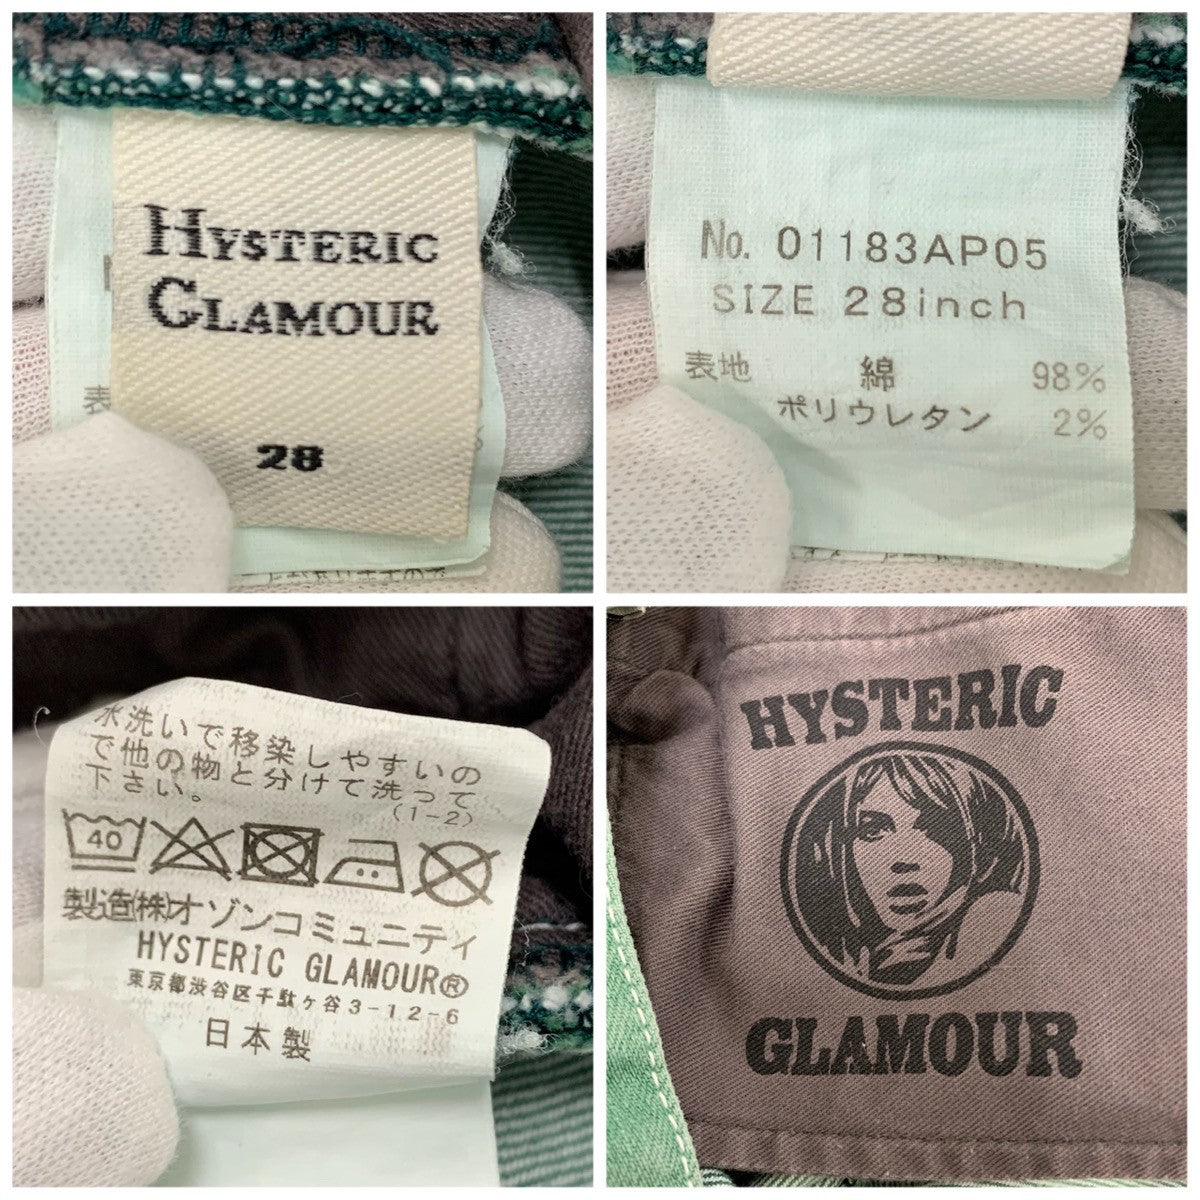 HYSTERIC
GLAMOUR
28
表
No. 01183AP05
SIZE 28inch
表地 綿 98%
ポリウレタン 2%
水洗いで移染しやすいの
で他の物と分けて洗って
下さい。
(1-2)
40
製造(株)オゾンコミュニティ
HYSTERIC GLAMOUR®
東京都渋谷区千駄ヶ谷3-12-6
日本製
HYSTERIC
GLAMOUR